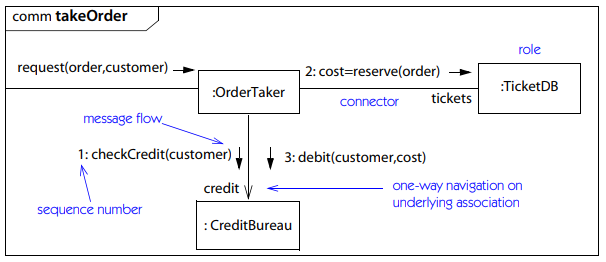 comm takeOrder
role
request(order,customer)
2: cost=reserve(order)
:OrderTaker
:TicketDB
connector
tickets
message flow
1: checkCredit(customer)
3: debit(customer,cost)
credit
one-way navigation on
underlying association
sequence number
: CreditBureau